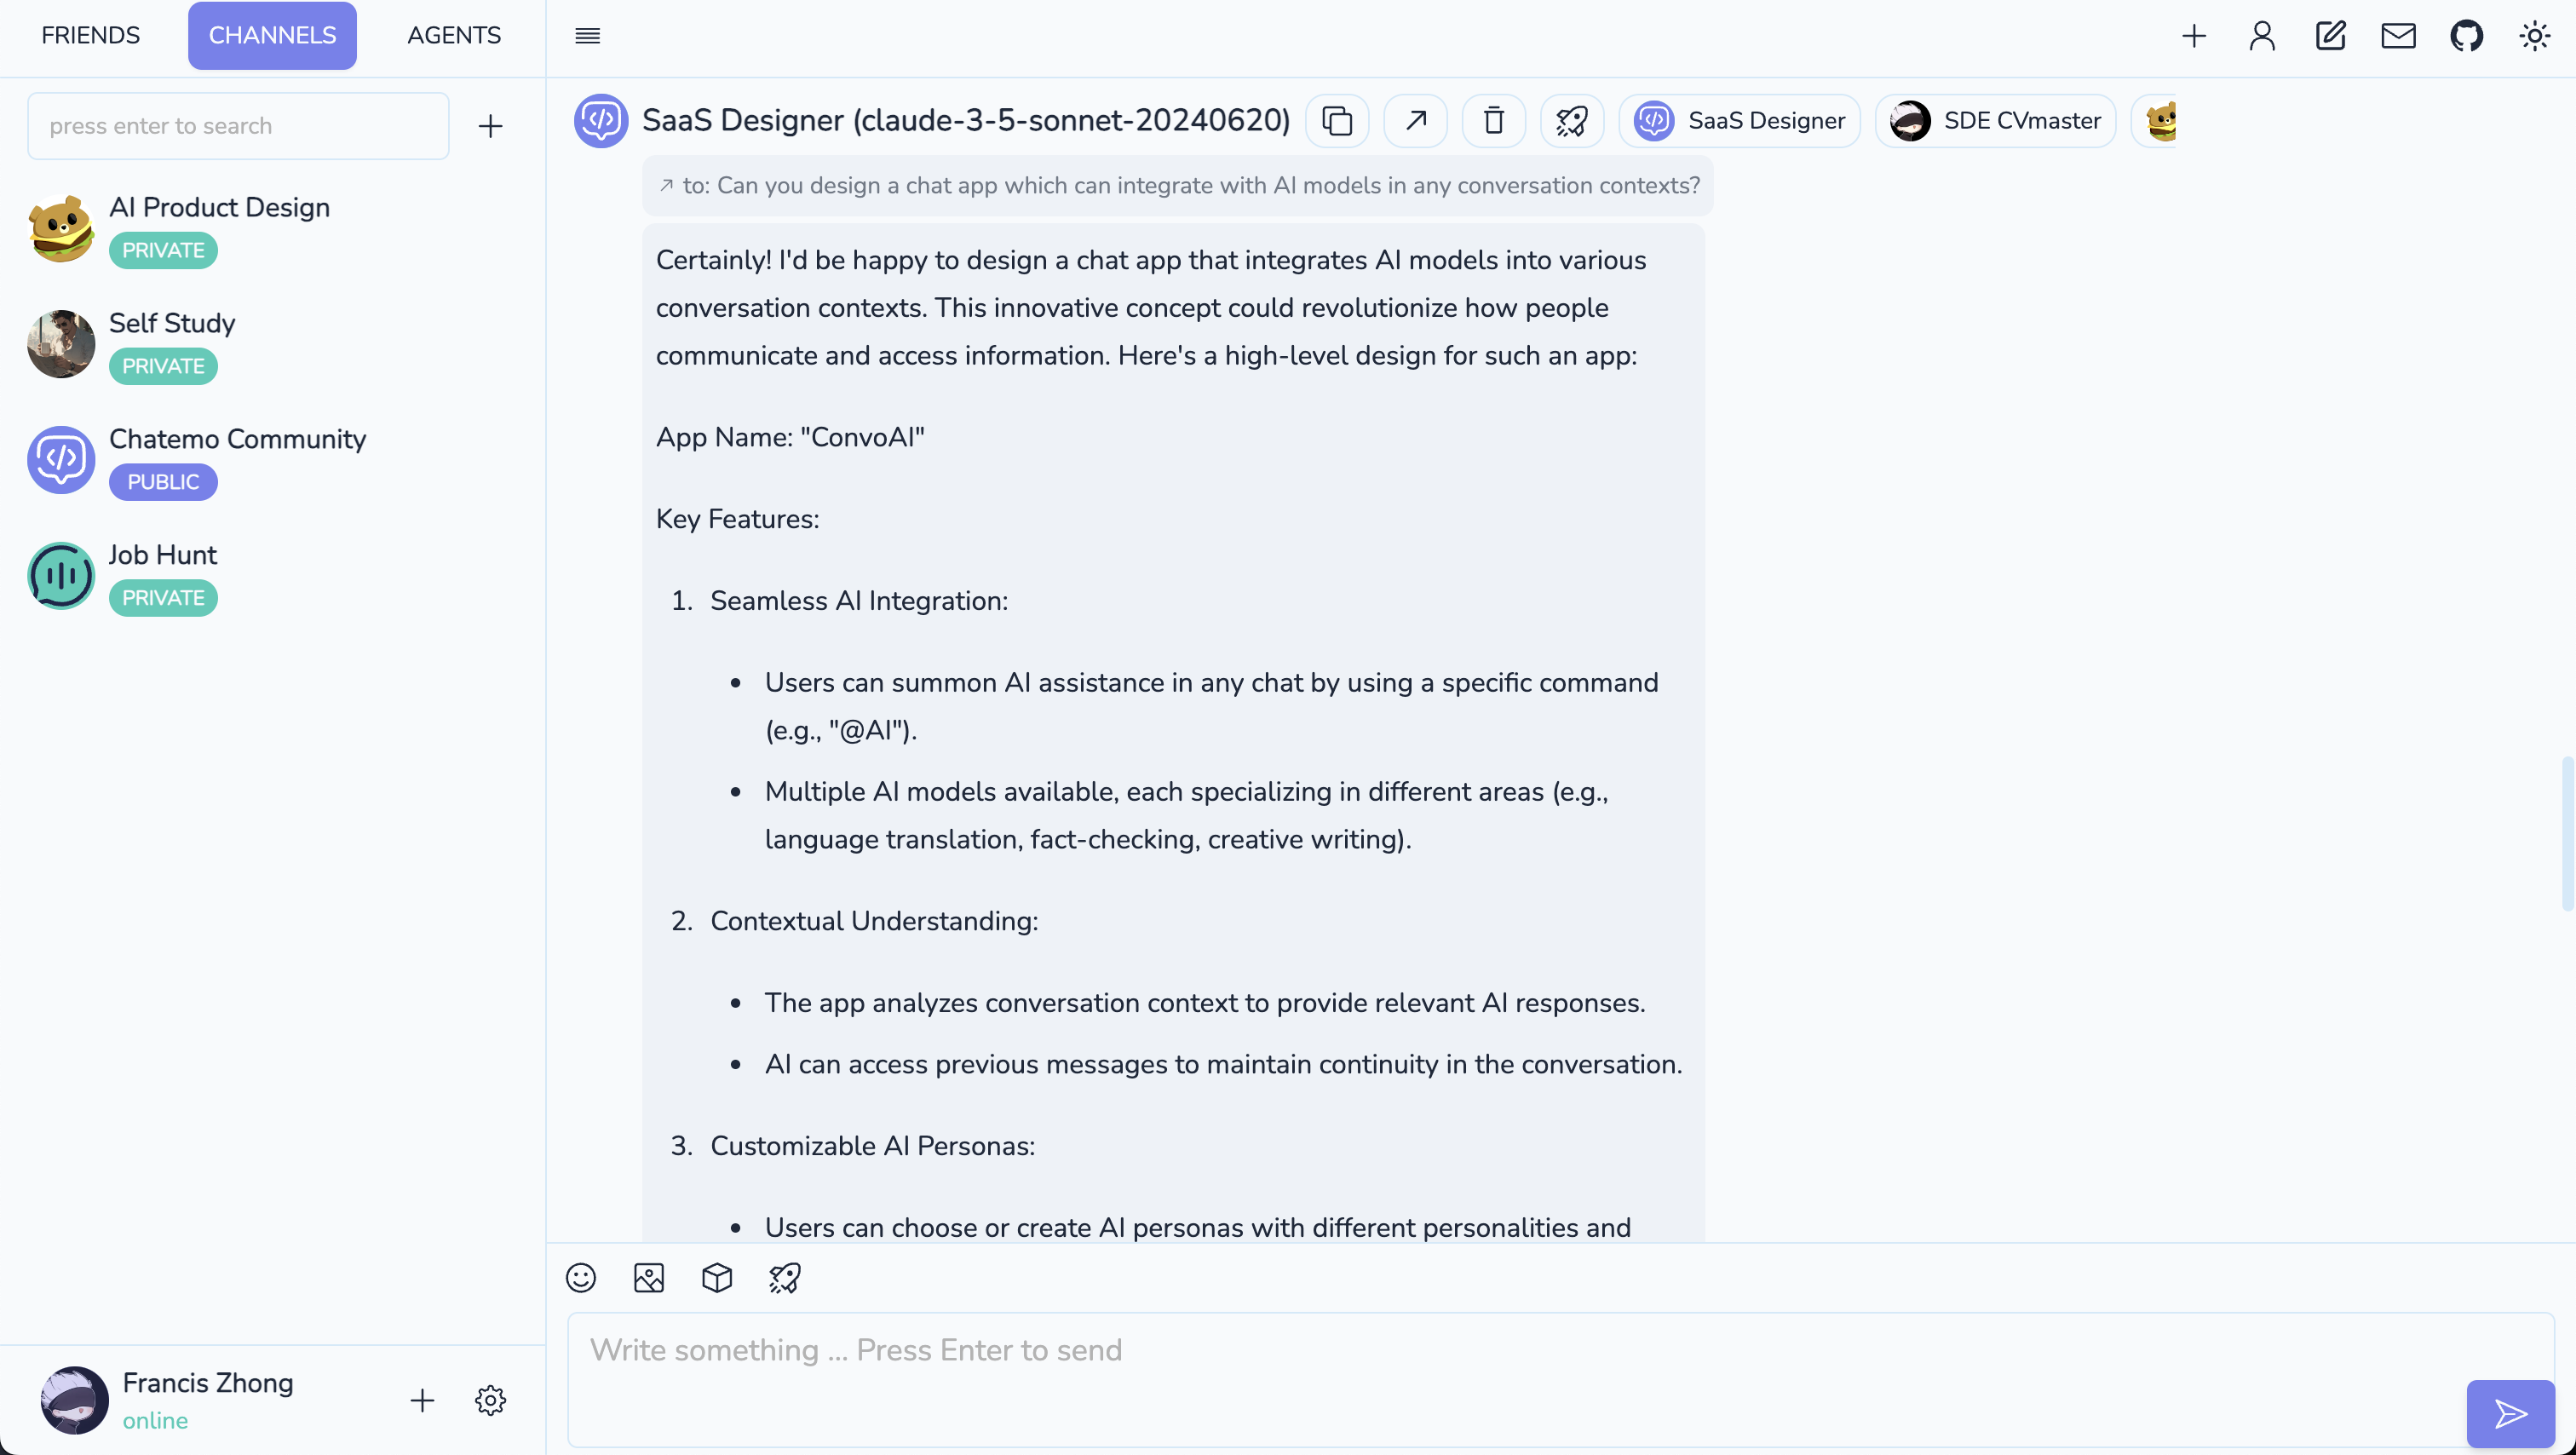 FRIENDS
CHANNELS
AGENTS
press enter to search
AI Product Design
PRIVATE
Self Study
PRIVATE
Chatemo Community
PUBLIC
Job Hunt
PRIVATE
Francis Zhong
online
SaaS Designer (claude-3-5-sonnet-20240620)
SaaS Designer
SDE CVmaster
to: Can you design a chat app which can integrate with AI models in any conversation contexts?
Certainly! I'd be happy to design a chat app that integrates AI models into various
conversation contexts. This innovative concept could revolutionize how people
communicate and access information. Here's a high-level design for such an app:
App Name: "ConvoAI"
Key Features:
1. Seamless AI Integration:
• Users can summon AI assistance in any chat by using a specific command
(e.g., "@AI").
• Multiple AI models available, each specializing in different areas (e.g.,
language translation, fact-checking, creative writing).
2. Contextual Understanding:
• The app analyzes conversation context to provide relevant AI responses.
• AI can access previous messages to maintain continuity in the conversation.
3. Customizable AI Personas:
• Users can choose or create AI personas with different personalities and
Write something ... Press Enter to send